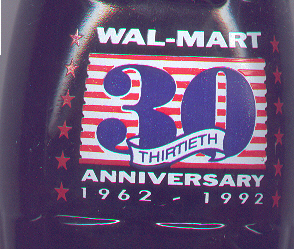 WAL-MART
30
THIRTIETH
ANNIVERSARY
1962 - 1992